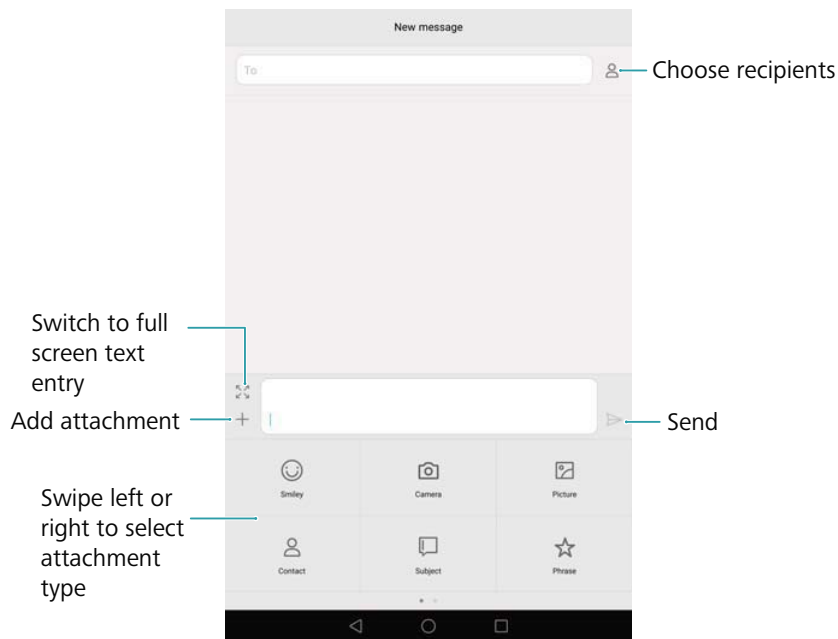 New message
To
Choose recipients
Switch to full
screen text
entry
Add attachment
Send
Smiley
Camera
Picture
Swipe left or
right to select
attachment
type
Contact
Subject
Phrase